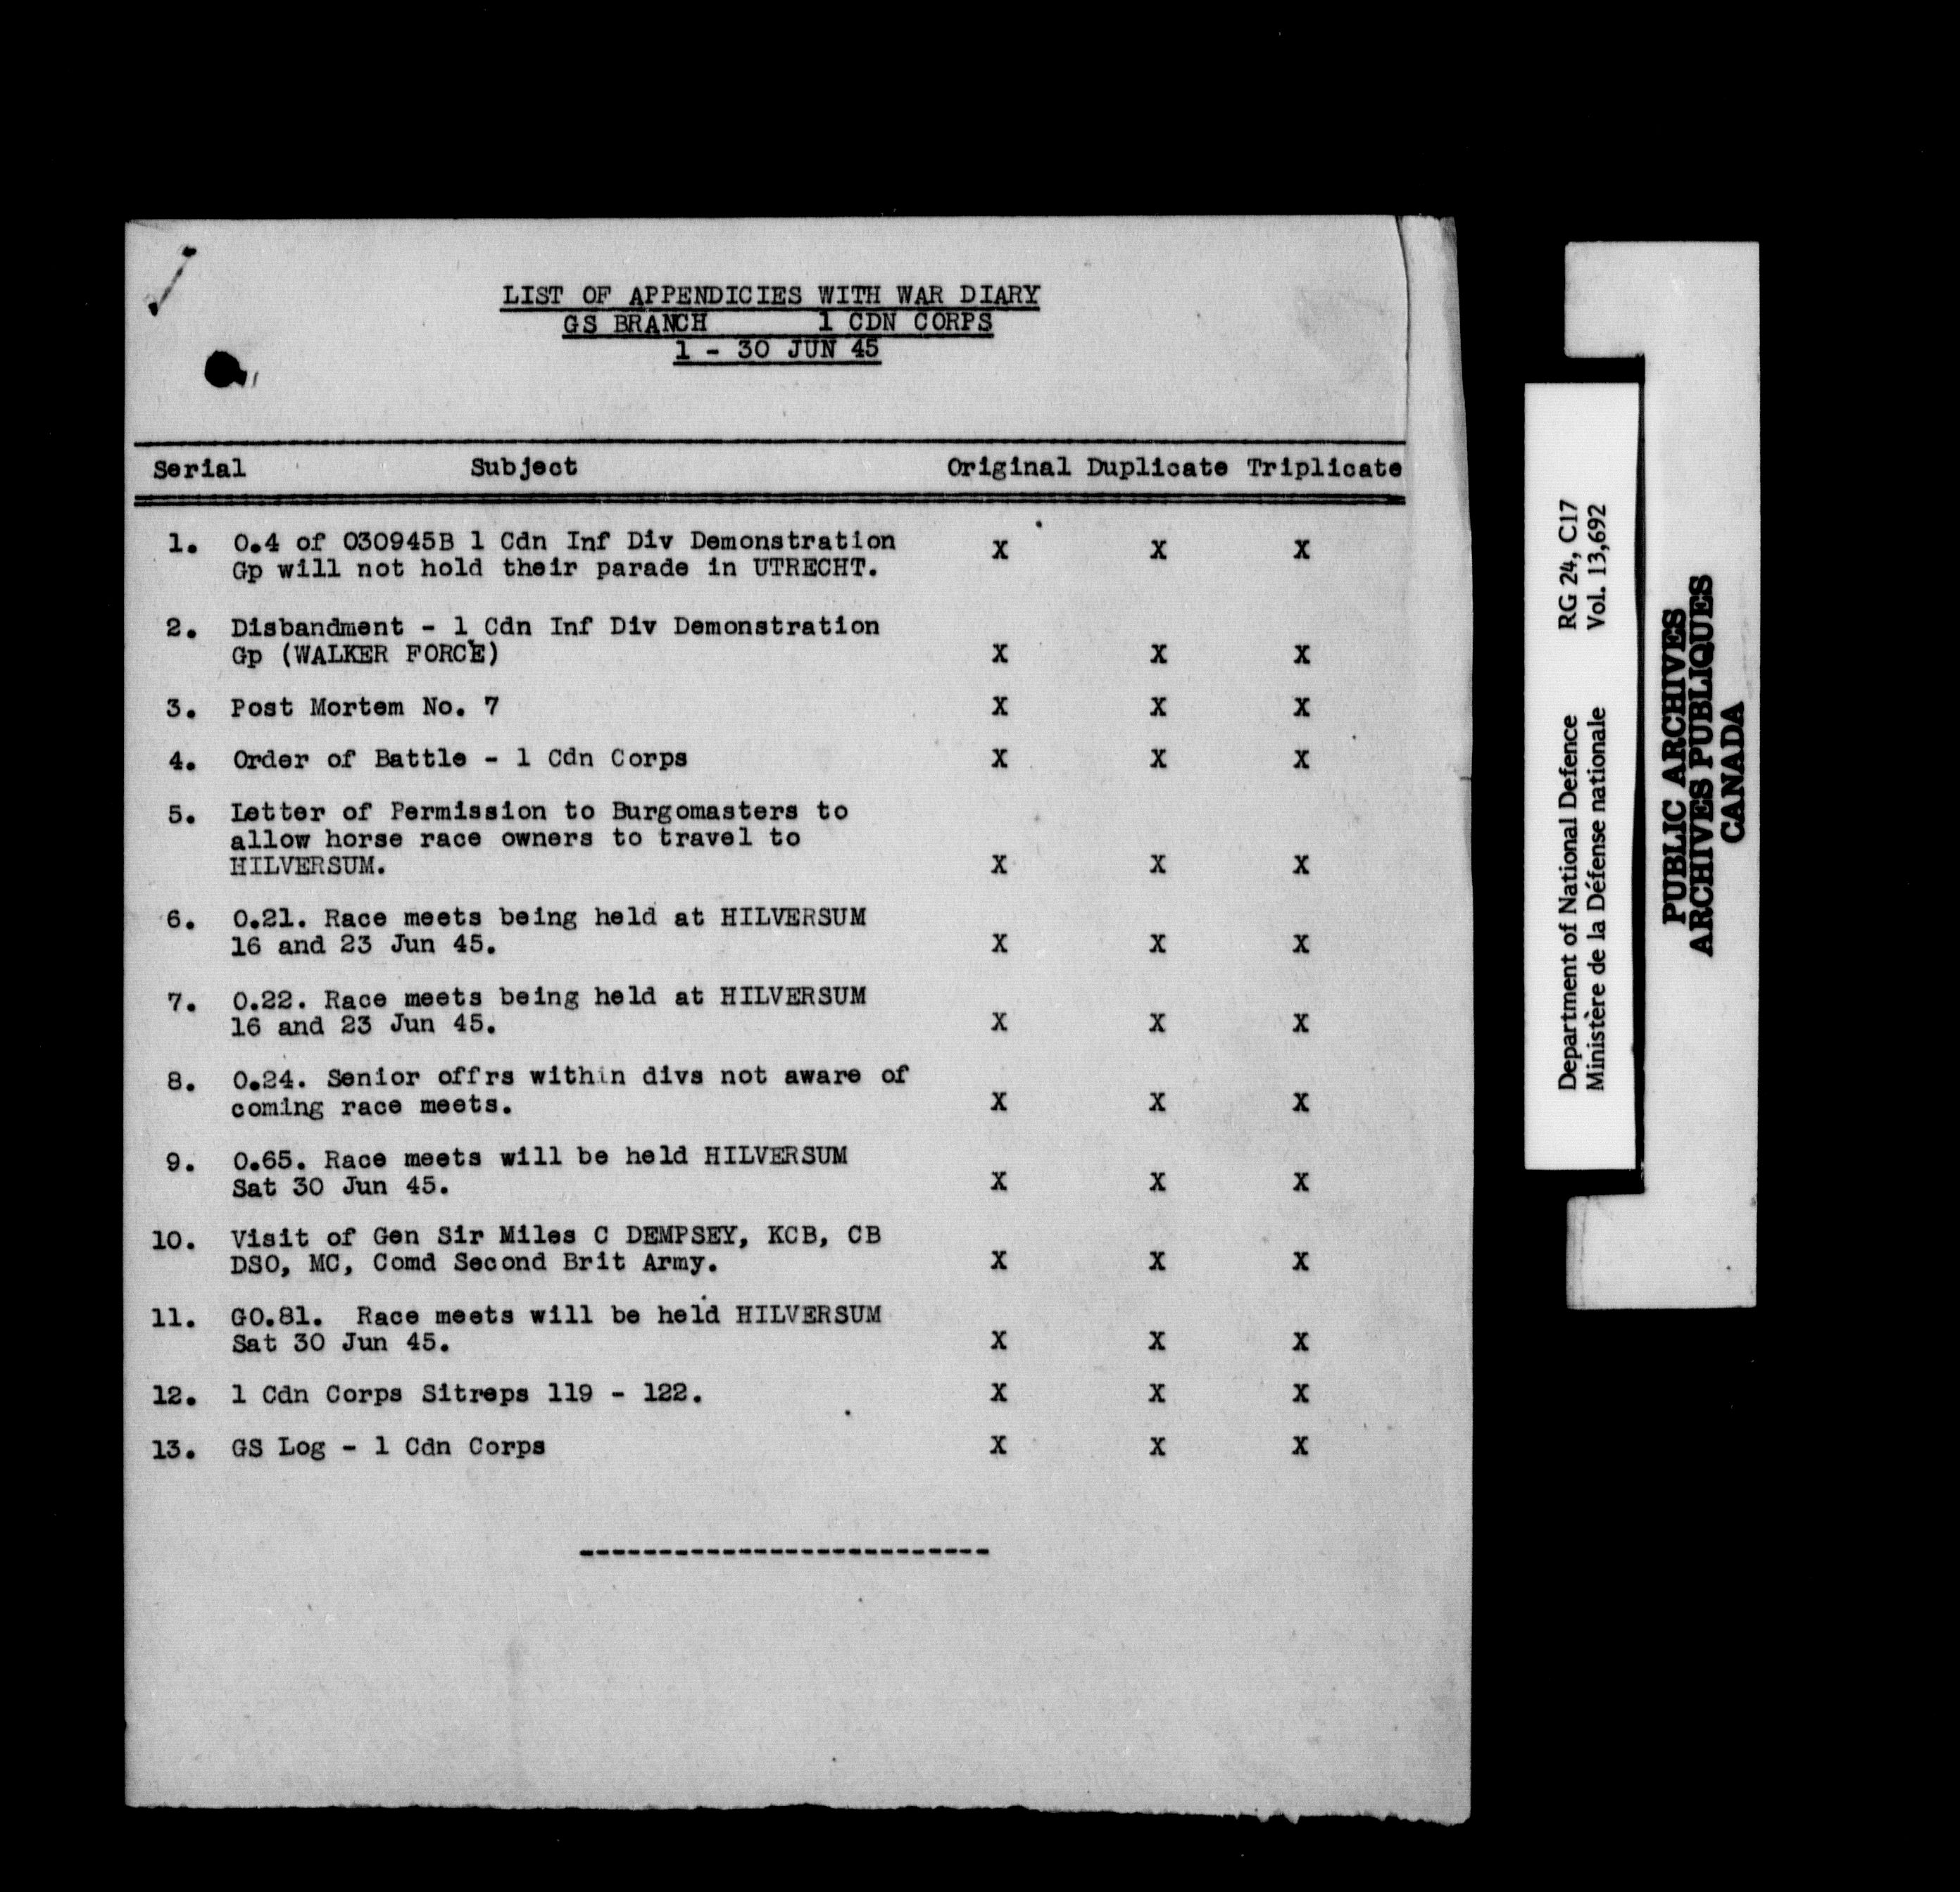 LIST OF APPENDICIES WITH WAR DIARY
GS BRANCH 1 CDN CORPS
1 - 30 JUN 45
Serial Subject Original Duplicate Triplicate
1. O.4 of 030945B 1 Cdn Inf Div Demonstration
Gp will not hold their parade in UTRECHT. X X X
2. Disbandment - 1 Cdn Inf Div Demonstration
Gp (WALKER FORCE) X X X
3. Post Mortem No. 7 X X X
4. Order of Battle - 1 Cdn Corps X X X
5. Letter of Permission to Burgomasters to
allow horse race owners to travel to
HILVERSUM. X X X
6. O.21. Race meets being held at HILVERSUM
16 and 23 Jun 45. X X X
7. O.22. Race meets being held at HILVERSUM
16 and 23 Jun 45. X X X
8. O.24. Senior offrs within divs not aware of
coming race meets. X X X
9. O.65. Race meets will be held HILVERSUM
Sat 30 Jun 45. X X X
10. Visit of Gen Sir Miles C DEMPSEY, KCB, CB
DSO, MC, Comd Second Brit Army. X X X
11. GO.81. Race meets will be held HILVERSUM
Sat 30 Jun 45. X X X
12. 1 Cdn Corps Sitreps 119 - 122. X X X
13. GS Log - 1 Cdn Corps X X X
---------------------------
Department of National Defence RG 24, C17
Ministère de la Défense nationale Vol. 13,692
PUBLIC ARCHIVES
ARCHIVES PUBLIQUES
CANADA